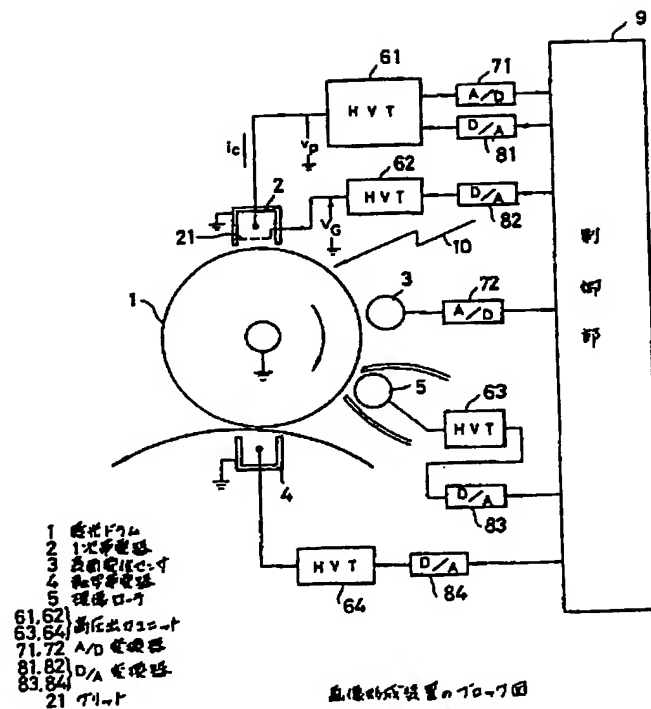 9
61
71
HVT
A/D
D/A
81
ic
vp
62
2
HVT
D/A
82
21
VG
10
制御部
3
72
A/D
1
5
63
HVT
D/A
83
4
HVT
64
D/A
84
1 感光ドラム
2 1次帯電器
3 表面電位センサ
4 転写帯電器
5 現像ローラ
61,62
63,64} 高圧出力ユニット
71,72 A/D 変換器
81,82
83,84} D/A 変換器
21 グリット
画像形成装置のブロック図